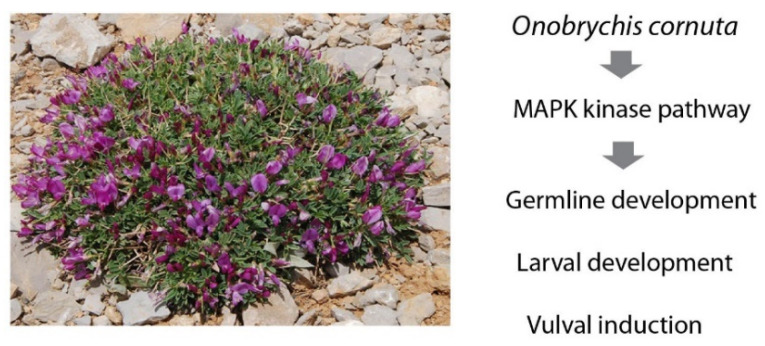 Onobrychis cornuta
MAPK kinase pathway
Germline development
Larval development
Vulval induction